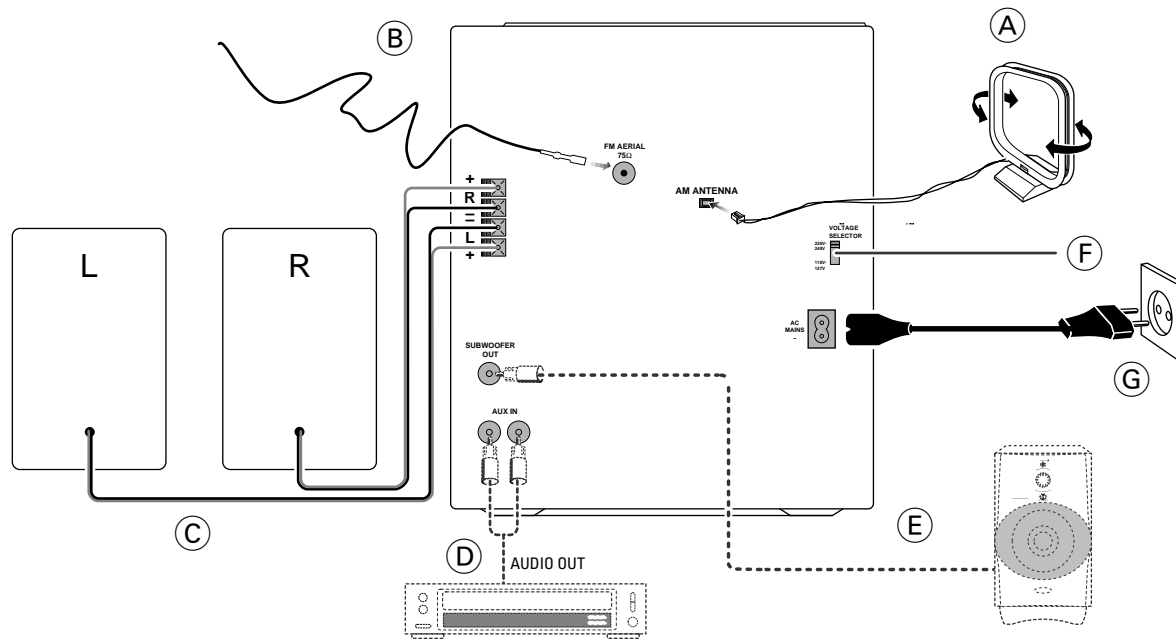 B
A
FM AERIAL
75Ω
AM ANTENNA
+
R
=
L
+
VOLTAGE
SELECTOR
220V-
240V
110V-
127V
F
L
R
AC
MAINS
~
G
SUBWOOFER
OUT
AUX IN
E
C
D
AUDIO OUT